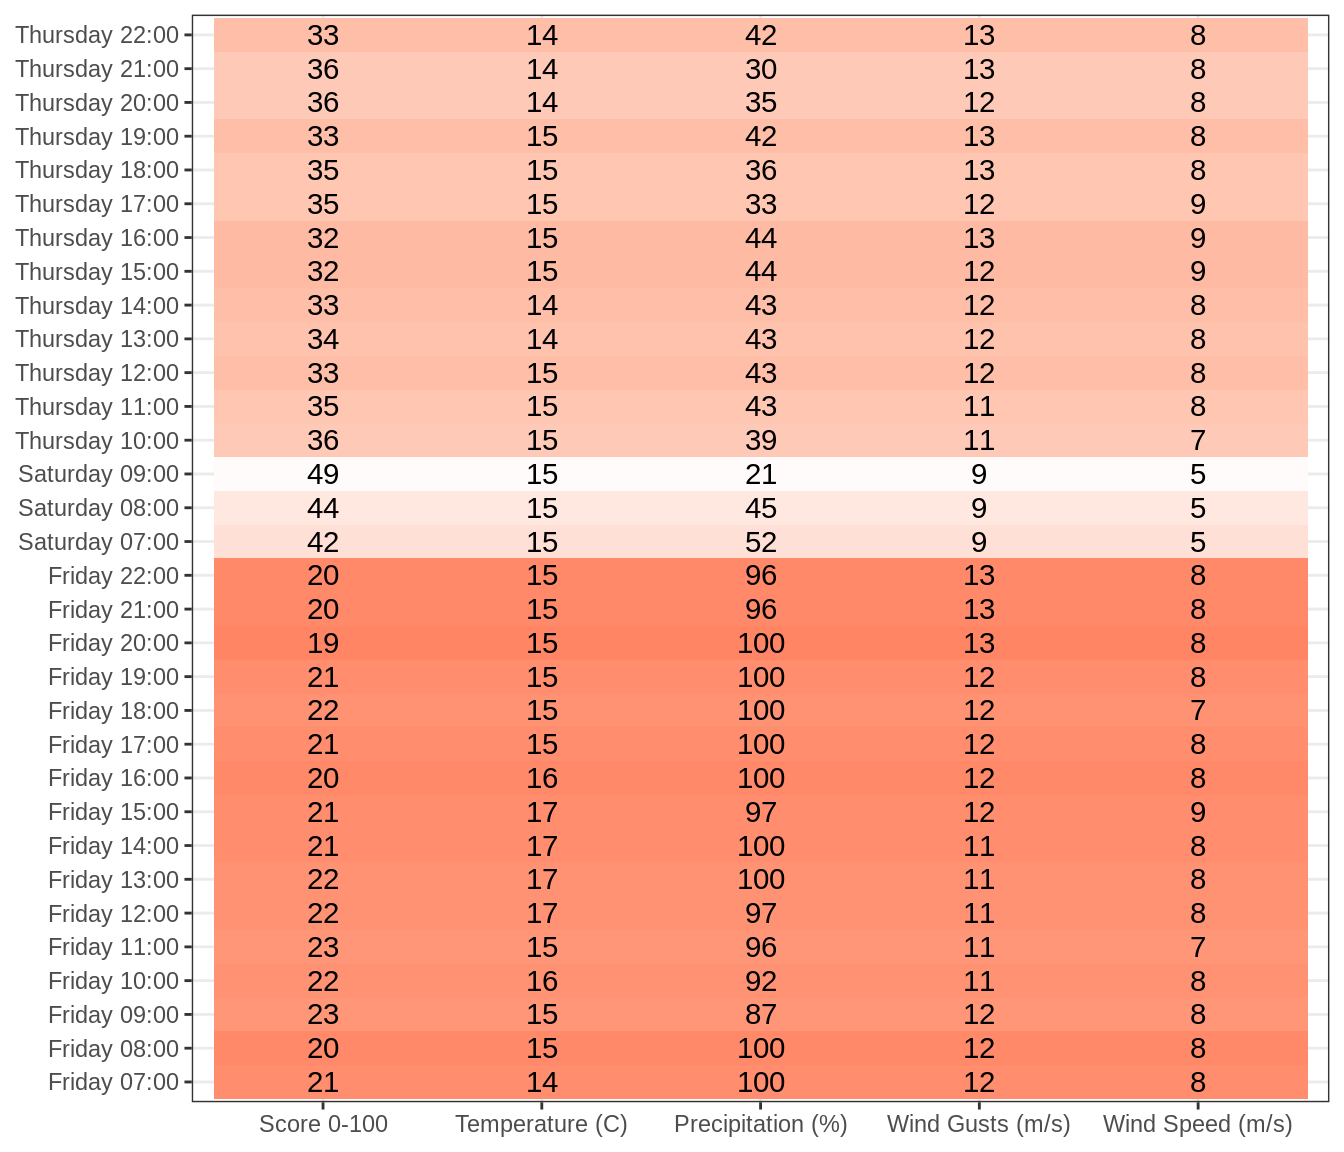 Thursday 22:00 33 14 42 13 8
Thursday 21:00 36 14 30 13 8
Thursday 20:00 36 14 35 12 8
Thursday 19:00 33 15 42 13 8
Thursday 18:00 35 15 36 13 8
Thursday 17:00 35 15 33 12 9
Thursday 16:00 32 15 44 13 9
Thursday 15:00 32 15 44 12 9
Thursday 14:00 33 14 43 12 8
Thursday 13:00 34 14 43 12 8
Thursday 12:00 33 15 43 12 8
Thursday 11:00 35 15 43 11 8
Thursday 10:00 36 15 39 11 7
Saturday 09:00 49 15 21 9 5
Saturday 08:00 44 15 45 9 5
Saturday 07:00 42 15 52 9 5
Friday 22:00 20 15 96 13 8
Friday 21:00 20 15 96 13 8
Friday 20:00 19 15 100 13 8
Friday 19:00 21 15 100 12 8
Friday 18:00 22 15 100 12 7
Friday 17:00 21 15 100 12 8
Friday 16:00 20 16 100 12 8
Friday 15:00 21 17 97 12 9
Friday 14:00 21 17 100 11 8
Friday 13:00 22 17 100 11 8
Friday 12:00 22 17 97 11 8
Friday 11:00 23 15 96 11 7
Friday 10:00 22 16 92 11 8
Friday 09:00 23 15 87 12 8
Friday 08:00 20 15 100 12 8
Friday 07:00 21 14 100 12 8
Score 0-100 Temperature (C) Precipitation (%) Wind Gusts (m/s) Wind Speed (m/s)